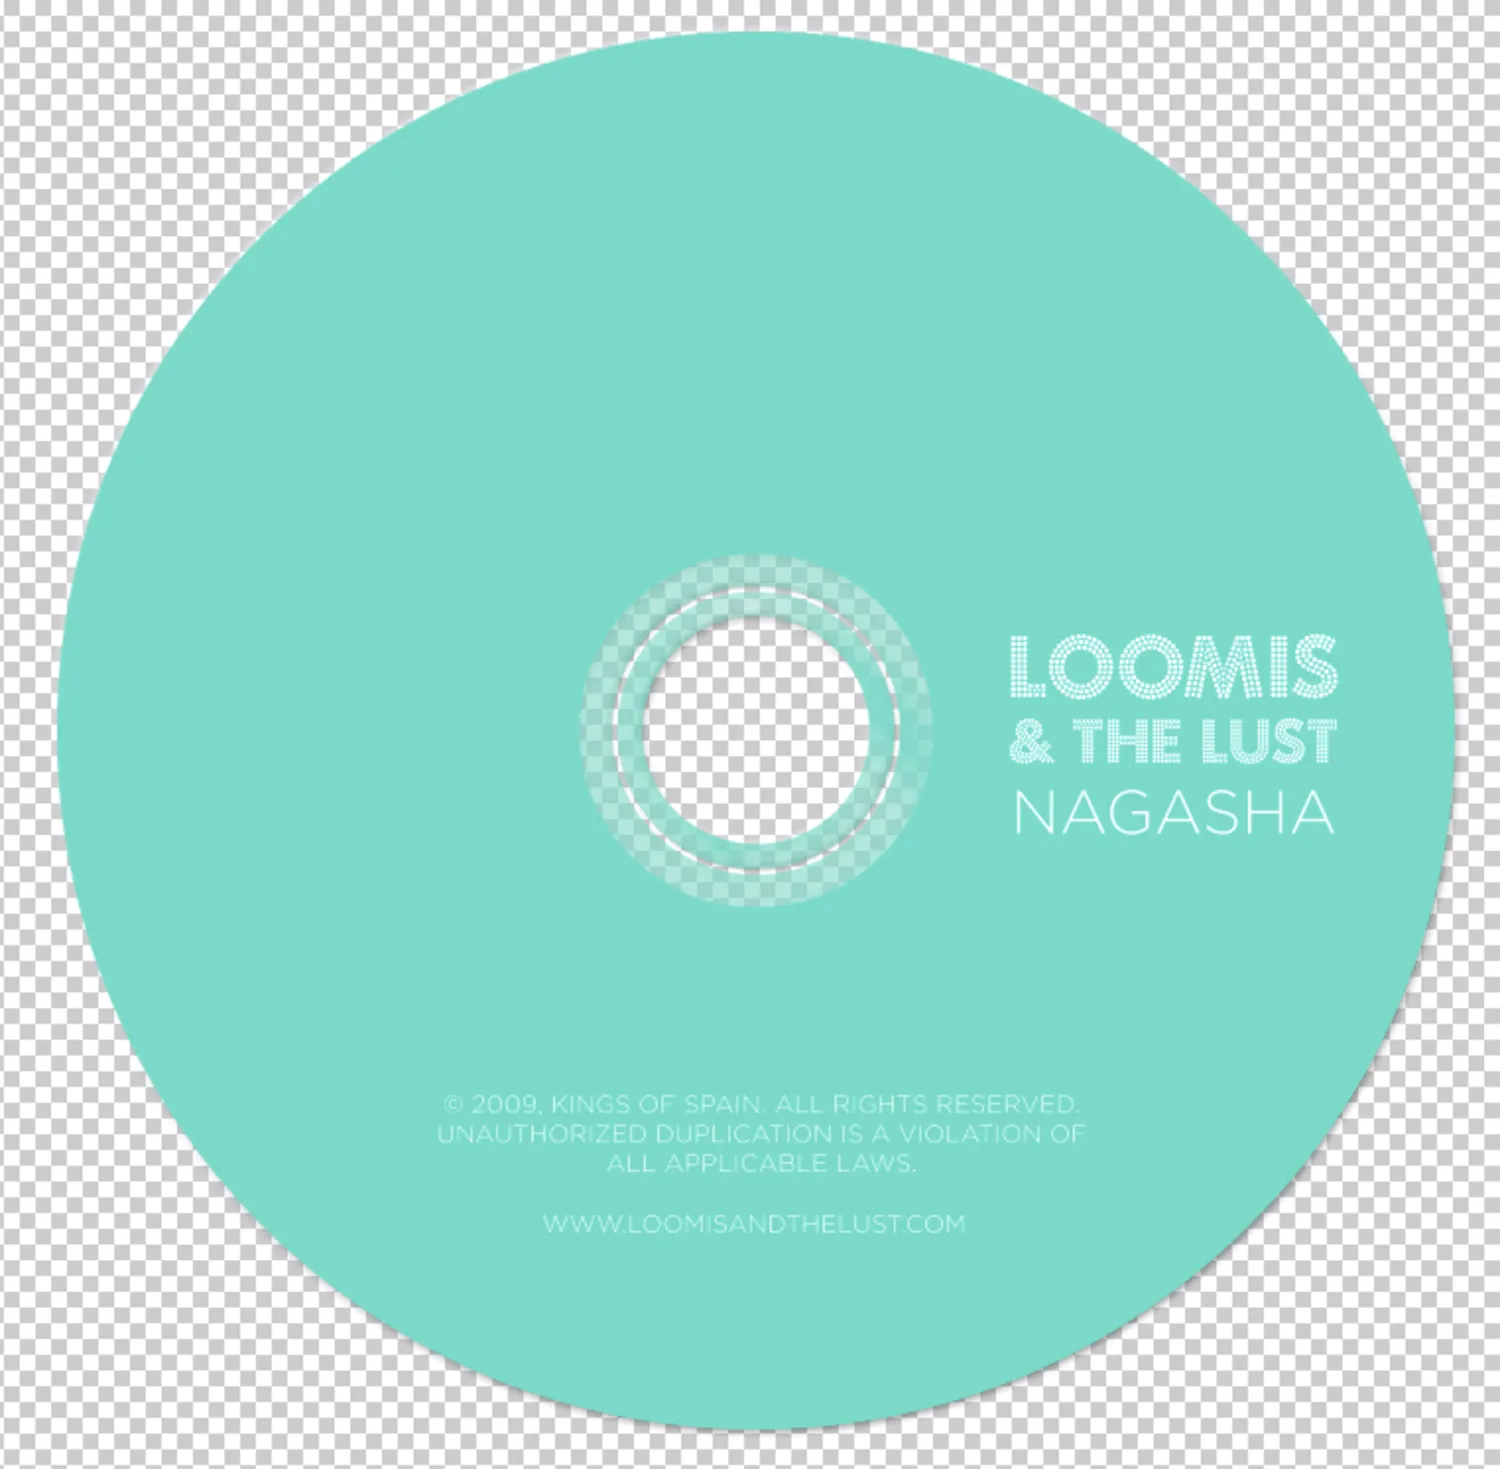 LOOMIS
& THE LUST
NAGASHA
© 2009, KINGS OF SPAIN. ALL RIGHTS RESERVED.
UNAUTHORIZED DUPLICATION IS A VIOLATION OF
ALL APPLICABLE LAWS.
WWW.LOOMISANDTHELUST.COM